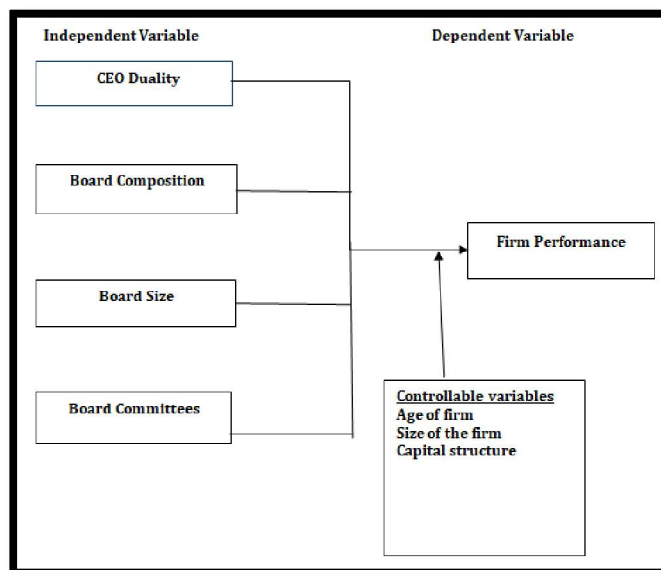 Independent Variable
Dependent Variable
CEO Duality
Board Composition
Firm Performance
Board Size
Board Committees
Controllable variables
Age of firm
Size of the firm
Capital structure